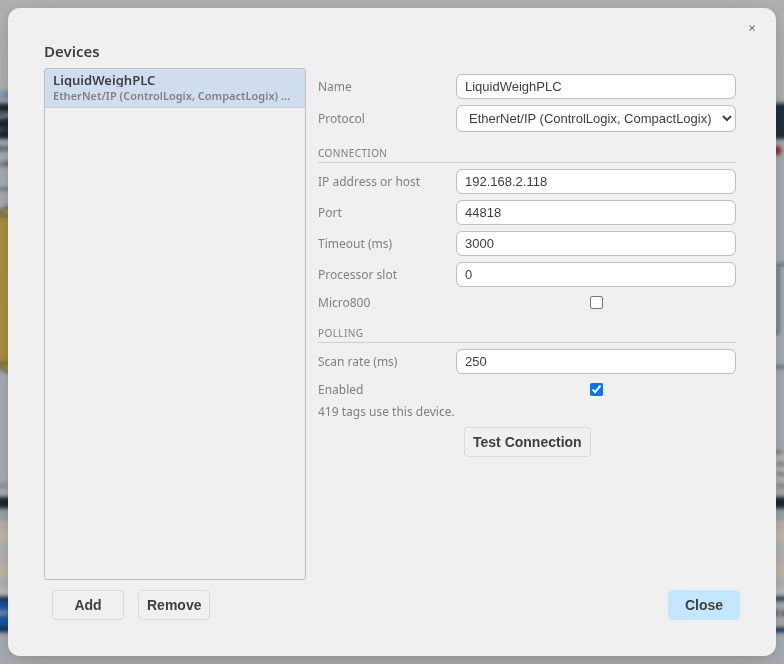 ×
Devices
LiquidWeighPLC
EtherNet/IP (ControlLogix, CompactLogix) ...
Name
LiquidWeighPLC
Protocol
EtherNet/IP (ControlLogix, CompactLogix)
CONNECTION
IP address or host
192.168.2.118
Port
44818
Timeout (ms)
3000
Processor slot
0
Micro800
POLLING
Scan rate (ms)
250
Enabled
419 tags use this device.
Test Connection
Add
Remove
Close